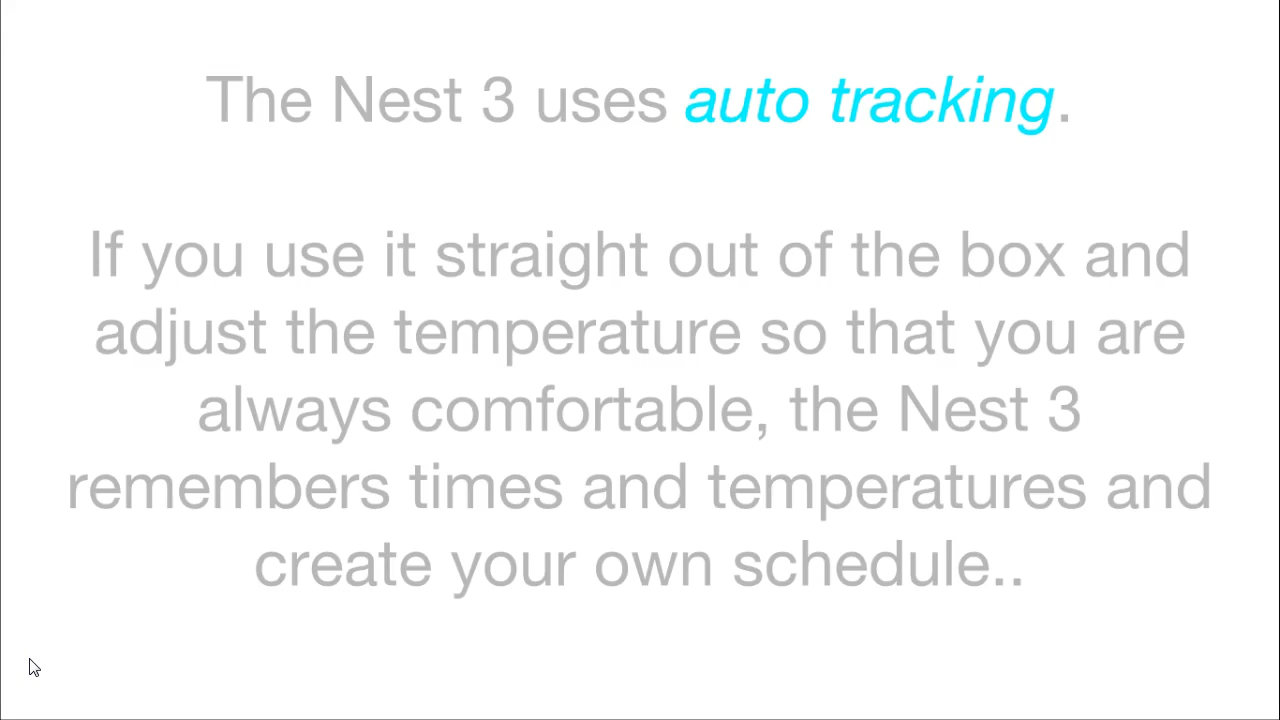 The Nest 3 uses auto tracking.
If you use it straight out of the box and
adjust the temperature so that you are
always comfortable, the Nest 3
remembers times and temperatures and
create your own schedule..